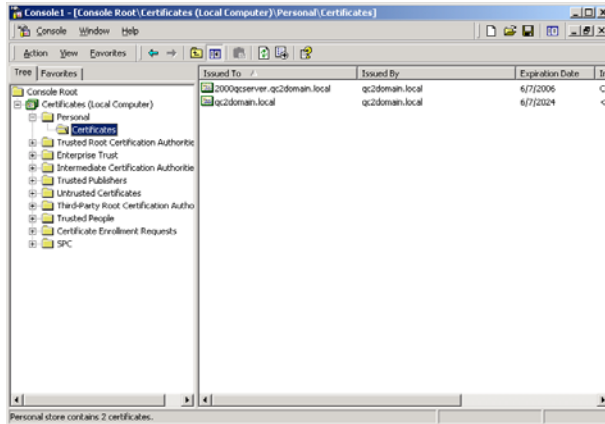 Console1 - [Console Root\Certificates (Local Computer)\Personal\Certificates]
Console Window Help
Action View Favorites
Tree Favorites
Issued To Issued By Expiration Date
Console Root
Certificates (Local Computer)
Personal
Certificates
Trusted Root Certification Authoritie
Enterprise Trust
Intermediate Certification Authoritie
Trusted Publishers
Untrusted Certificates
Third-Party Root Certification Autho
Trusted People
Certificate Enrollment Requests
SPC
2000qcserver.qc2domain.local qc2domain.local 6/7/2006
qc2domain.local qc2domain.local 6/7/2024
Personal store contains 2 certificates.